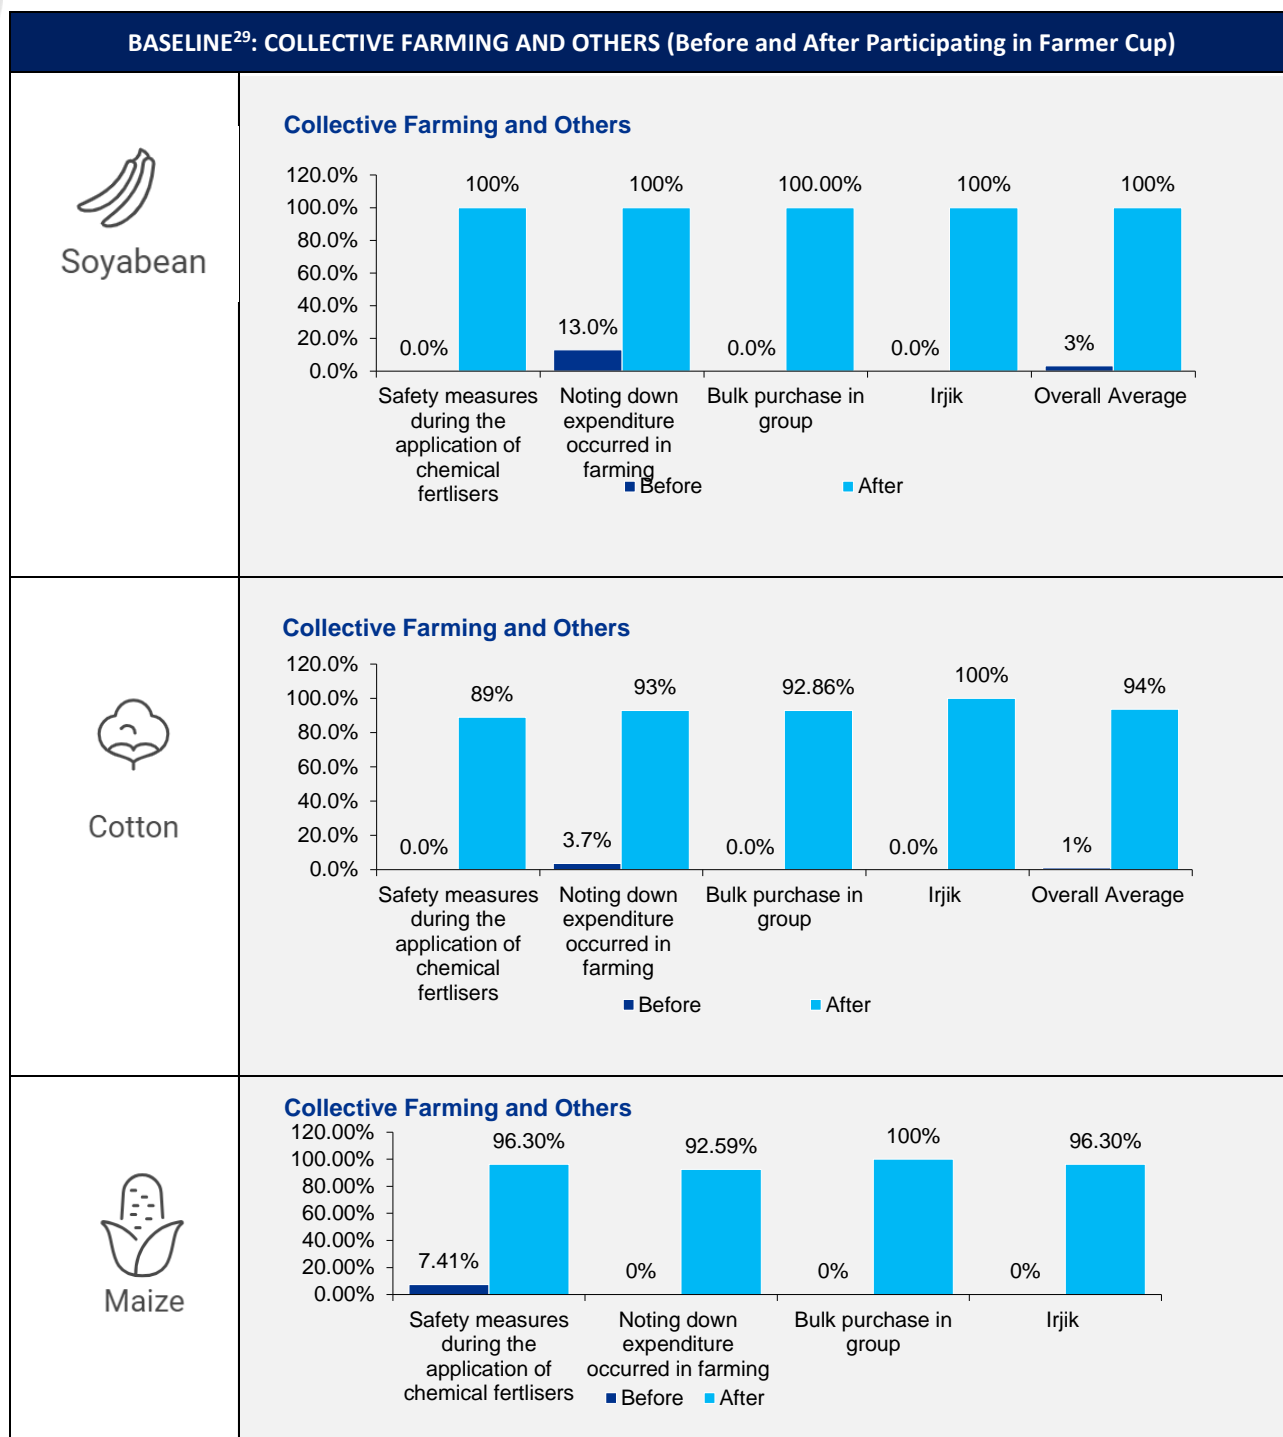 BASELINE29: COLLECTIVE FARMING AND OTHERS (Before and After Participating in Farmer Cup)
Soyabean
Collective Farming and Others
120.0%
100.0%
80.0%
60.0%
40.0%
20.0%
0.0%
0.0% 100% 13.0% 100% 0.0% 100.00% 0.0% 100% 3% 100%
Safety measures
during the
application of
chemical
fertlisers
Noting down
expenditure
occurred in
farming
Bulk purchase in
group
Irjik
Overall Average
Before After
Cotton
Collective Farming and Others
120.0%
100.0%
80.0%
60.0%
40.0%
20.0%
0.0%
0.0% 89% 3.7% 93% 0.0% 92.86% 0.0% 100% 1% 94%
Safety measures
during the
application of
chemical
fertlisers
Noting down
expenditure
occurred in
farming
Bulk purchase in
group
Irjik
Overall Average
Before After
Maize
Collective Farming and Others
120.00%
100.00%
80.00%
60.00%
40.00%
20.00%
0.00%
7.41% 96.30% 0% 92.59% 0% 100% 0% 96.30%
Safety measures
during the
application of
chemical fertlisers
Noting down
expenditure
occurred in farming
Bulk purchase in
group
Irjik
Before After